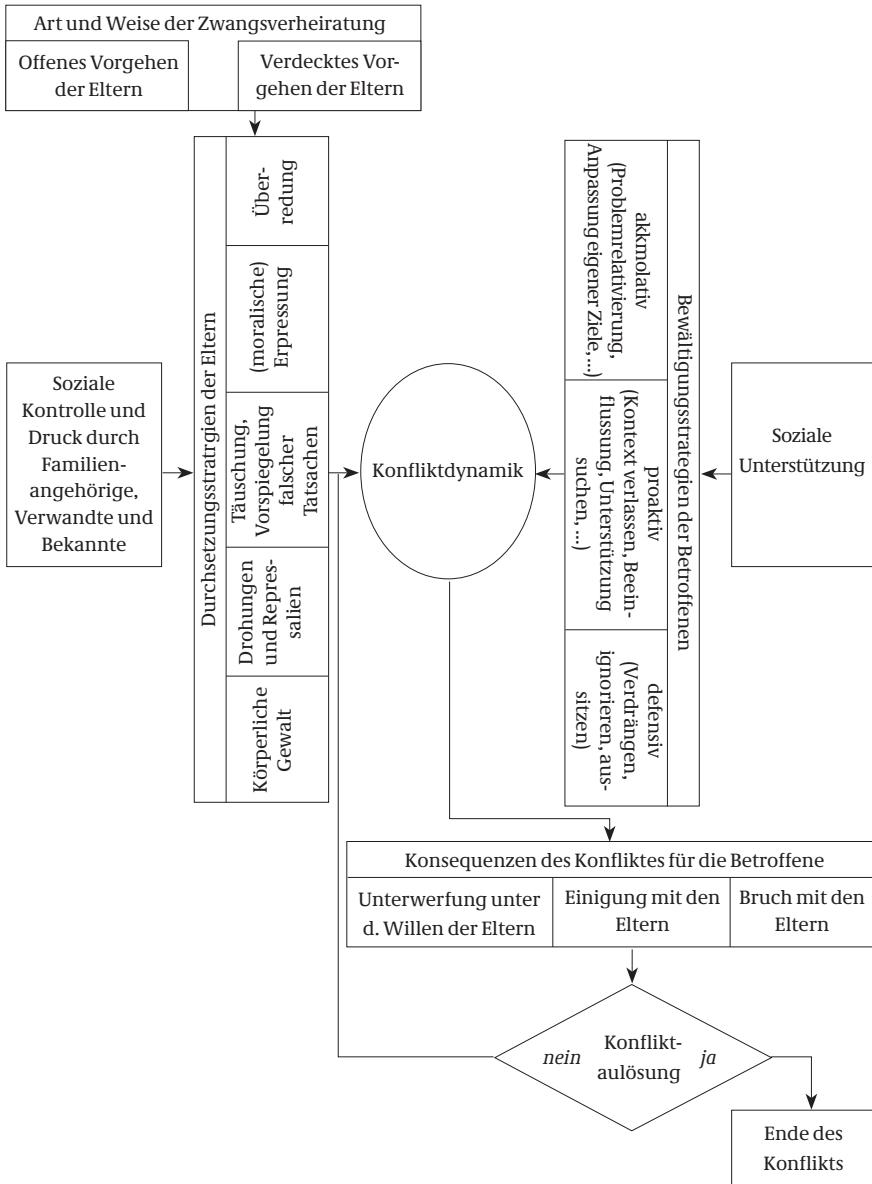 Art und Weise der Zwangsverheiratung
Offenes Vorgehen
der Eltern
Verdecktes Vor-
gehen der Eltern
Soziale
Kontrolle und
Druck durch
Familien-
angehörige,
Verwandte und
Bekannte
Durchsetzungsstratrgien der Eltern
Über-
redung
(moralische)
Erpressung
Täuschung,
Vorspiegelung
falscher
Tatsachen
Drohungen
und Repres-
salien
Körperliche
Gewalt
Konfliktdynamik
Bewältigungsstrategien der Betroffenen
akkmolativ
(Problemrelativierung,
Anpassung eigener Ziele,...)
proaktiv
(Kontext verlassen, Beein-
flussung, Unterstützung
suchen, ...)
defensiv
(Verdrängen,
ignorieren, aus-
sitzen)
Soziale
Unterstützung
Konsequenzen des Konfliktes für die Betroffene
Unterwerfung unter
d. Willen der Eltern
Einigung mit den
Eltern
Bruch mit den
Eltern
nein
Konflikt-
aulösung
ja
Ende des
Konflikts